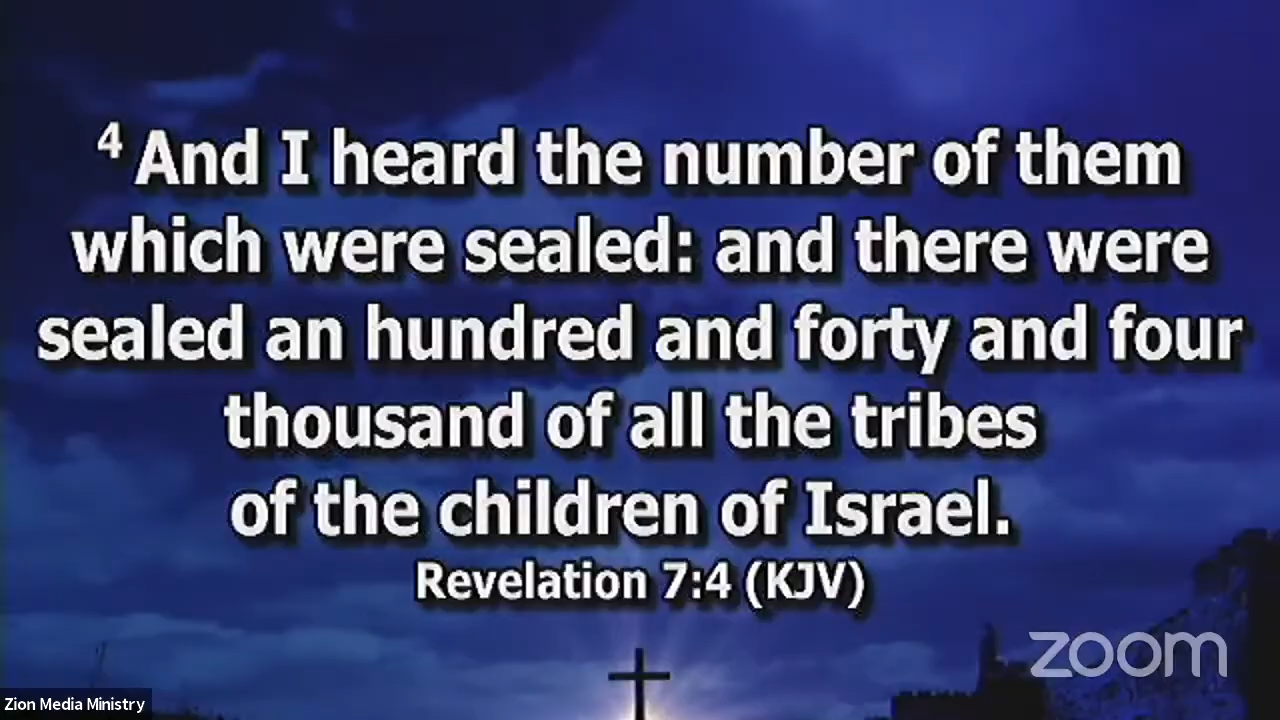 4 And I heard the number of them
which were sealed: and there were
sealed an hundred and forty and four
thousand of all the tribes
of the children of Israel.
Revelation 7:4 (KJV)
zoom
Zion Media Ministry